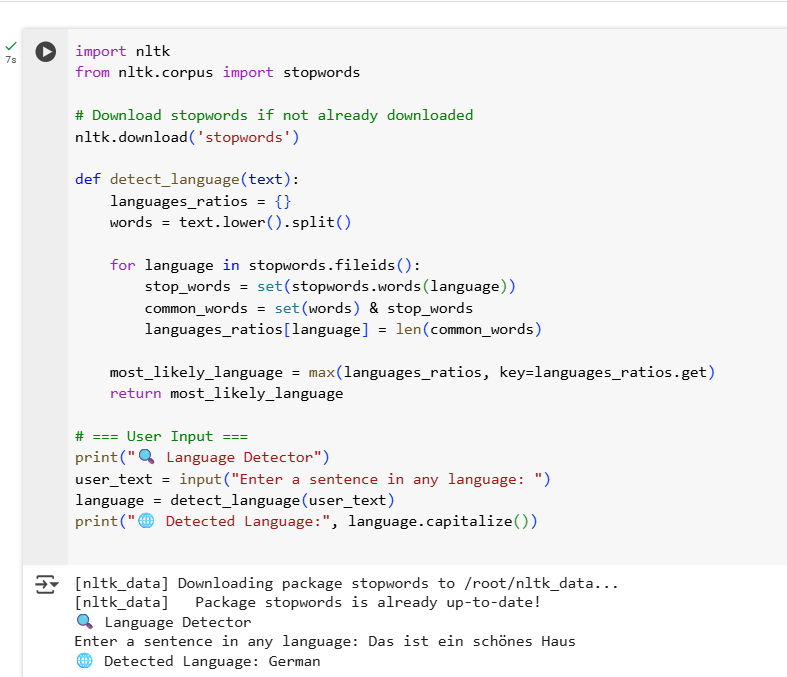 7s
import nltk
from nltk.corpus import stopwords
# Download stopwords if not already downloaded
nltk.download('stopwords')
def detect_language(text):
    languages_ratios = {}
    words = text.lower().split()
    for language in stopwords.fileids():
        stop_words = set(stopwords.words(language))
        common_words = set(words) & stop_words
        languages_ratios[language] = len(common_words)
    most_likely_language = max(languages_ratios, key=languages_ratios.get)
    return most_likely_language
# === User Input ===
print("🔍 Language Detector")
user_text = input("Enter a sentence in any language: ")
language = detect_language(user_text)
print("🌐 Detected Language:", language.capitalize())
[nltk_data] Downloading package stopwords to /root/nltk_data...
[nltk_data]   Package stopwords is already up-to-date!
🔍 Language Detector
Enter a sentence in any language: Das ist ein schönes Haus
🌐 Detected Language: German